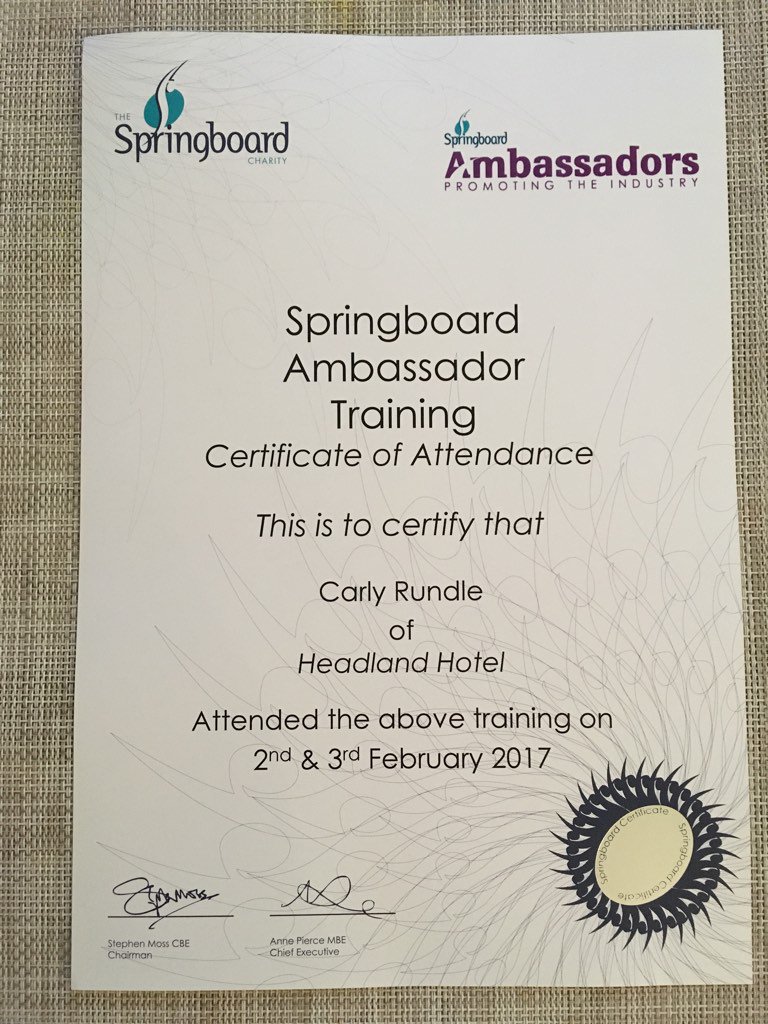 THE
Springboard
CHARITY
Springboard
Ambassadors
PROMOTING THE INDUSTRY
Springboard
Ambassador
Training
Certificate of Attendance
This is to certify that
Carly Rundle
of
Headland Hotel
Attended the above training on
2nd & 3rd February 2017
Springboard Certificate
Springboard Certificate
Stephen Moss CBE
Chairman
Anne Pierce MBE
Chief Executive